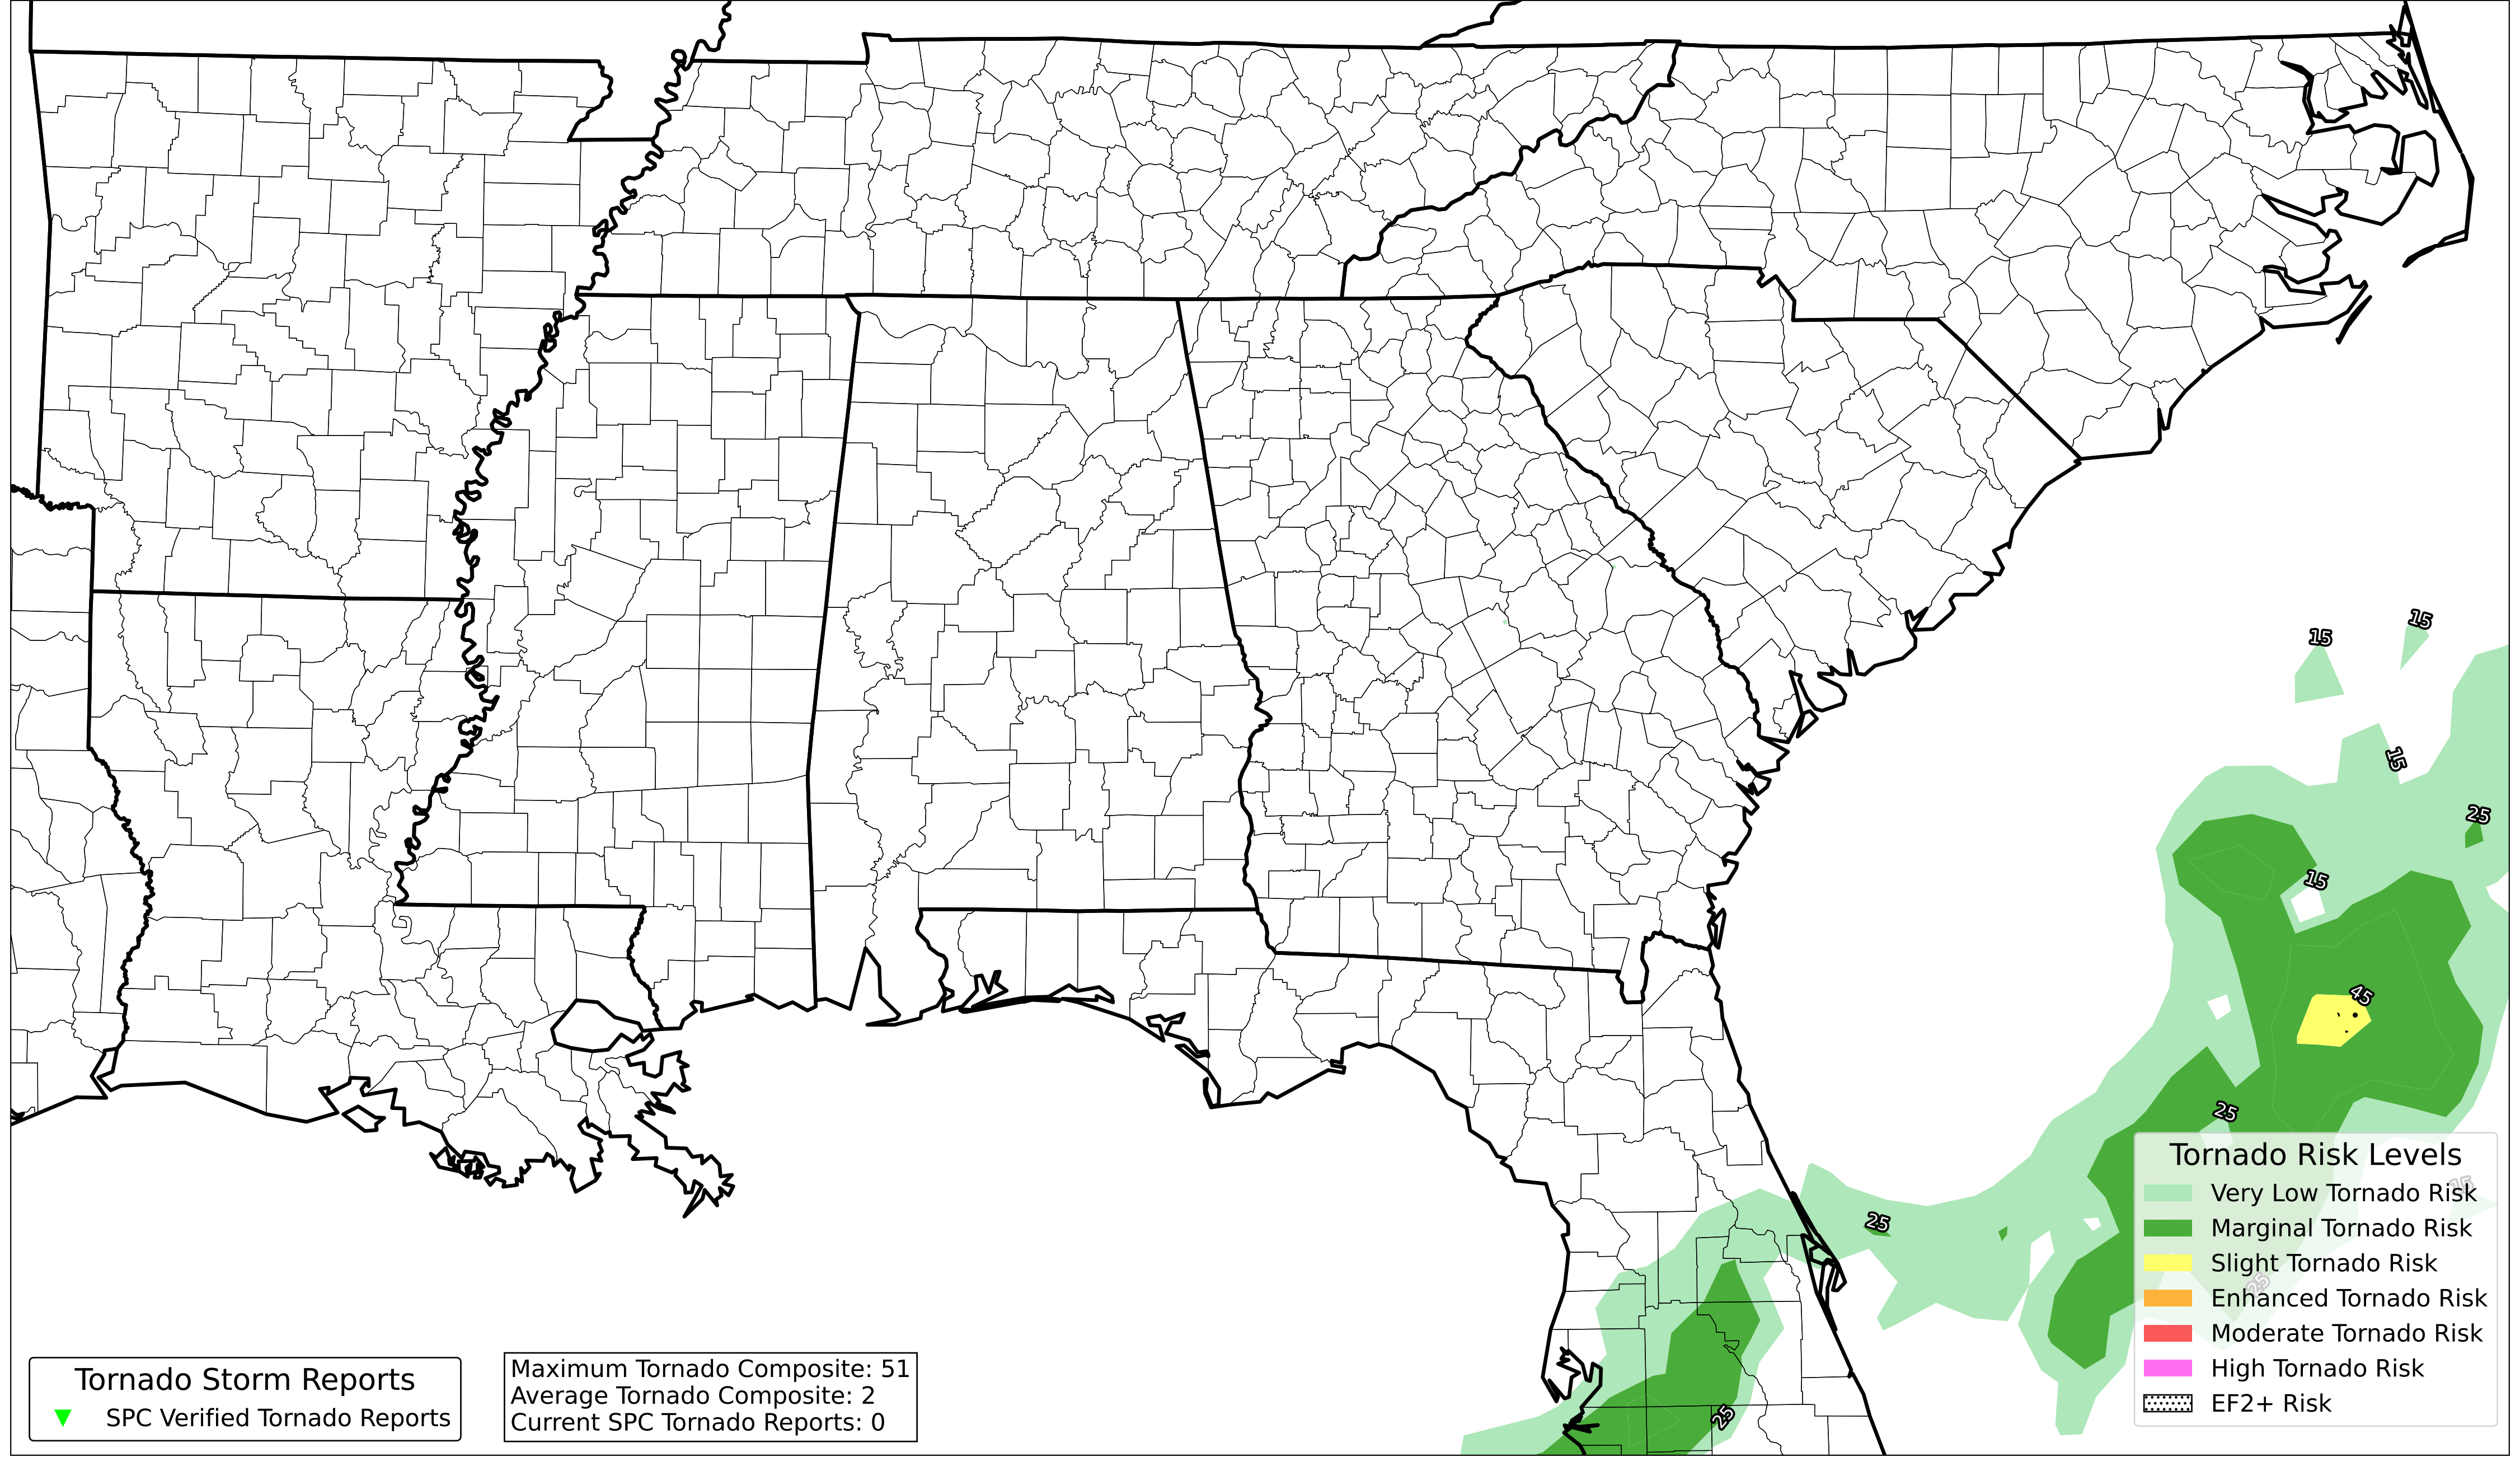 15
15
15
25
15
45
25
25
25
Tornado Risk Levels
Very Low Tornado Risk
Marginal Tornado Risk
Slight Tornado Risk
Enhanced Tornado Risk
Moderate Tornado Risk
High Tornado Risk
EF2+ Risk
15
25
Tornado Storm Reports
SPC Verified Tornado Reports
Maximum Tornado Composite: 51
Average Tornado Composite: 2
Current SPC Tornado Reports: 0